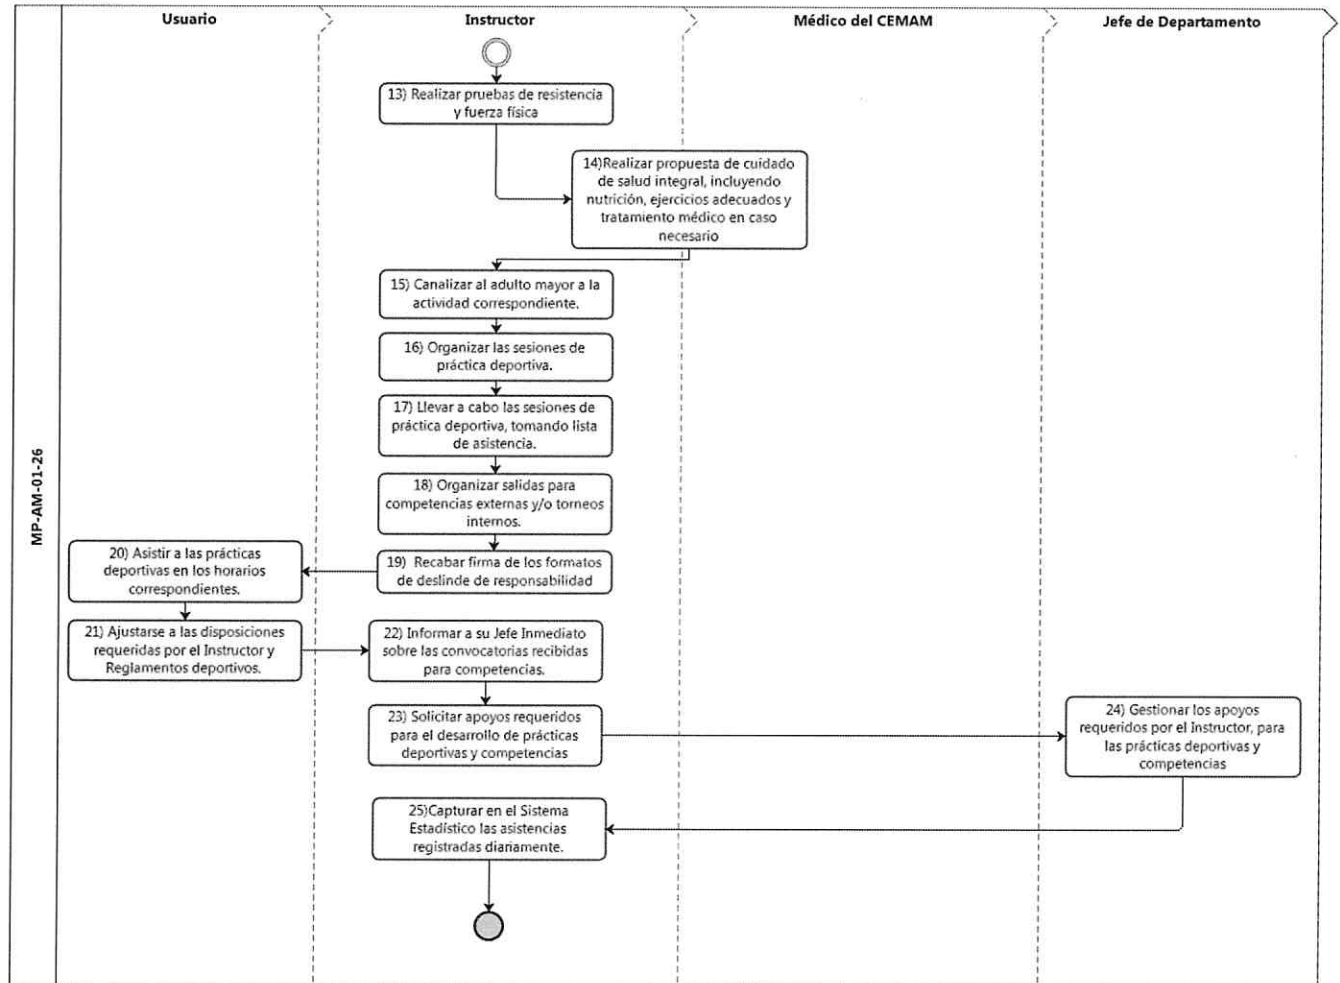 Usuario
Instructor
Médico del CEMAM
Jefe de Departamento
MP-AM-01-26
13) Realizar pruebas de resistencia
y fuerza física
14)Realizar propuesta de cuidado
de salud integral, incluyendo
nutrición, ejercicios adecuados y
tratamiento médico en caso
necesario
15) Canalizar al adulto mayor a la
actividad correspondiente.
16) Organizar las sesiones de
práctica deportiva.
17) Llevar a cabo las sesiones de
práctica deportiva, tomando lista
de asistencia.
18) Organizar salidas para
competencias externas y/o torneos
internos.
19) Recabar firma de los formatos
de deslinde de responsabilidad
20) Asistir a las prácticas
deportivas en los horarios
correspondientes.
21) Ajustarse a las disposiciones
requeridas por el Instructor y
Reglamentos deportivos.
22) Informar a su Jefe Inmediato
sobre las convocatorias recibidas
para competencias.
23) Solicitar apoyos requeridos
para el desarrollo de prácticas
deportivas y competencias
24) Gestionar los apoyos
requeridos por el Instructor, para
las prácticas deportivas y
competencias
25)Capturar en el Sistema
Estadístico las asistencias
registradas diariamente.